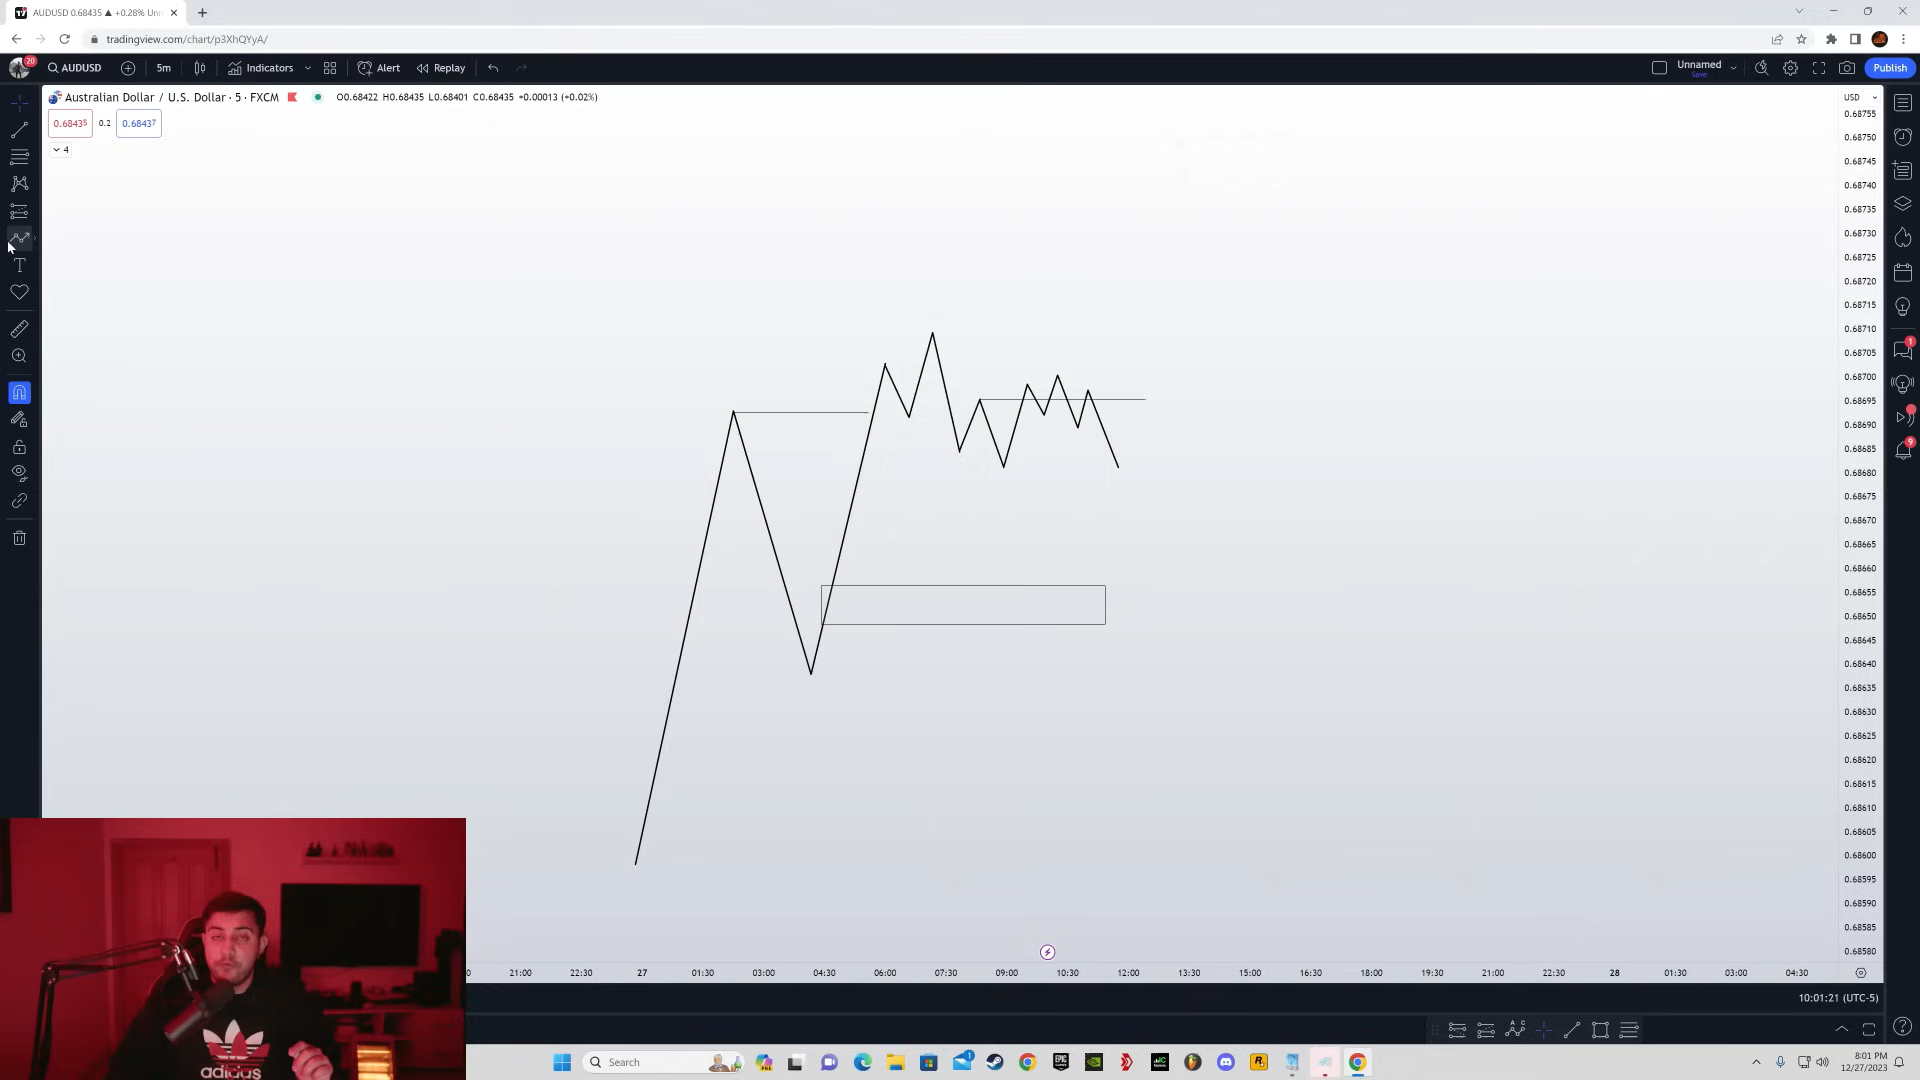 AUDUSD 0.68435 ▲ +0.28% Unn
tradingview.com/chart/p3XhQYyA/
20
AUDUSD
5m
Indicators
Alert
Replay
Unnamed
Save
Publish
Australian Dollar / U.S. Dollar · 5 · FXCM
O0.68422 H0.68435 L0.68401 C0.68435 +0.00013 (+0.02%)
USD
0.68435
0.2
0.68437
4
0.68755
0.68750
0.68745
0.68740
0.68735
0.68730
0.68725
0.68720
0.68715
0.68710
0.68705
0.68700
0.68695
0.68690
0.68685
0.68680
0.68675
0.68670
0.68665
0.68660
0.68655
0.68650
0.68645
0.68640
0.68635
0.68630
0.68625
0.68620
0.68615
0.68610
0.68605
0.68600
0.68595
0.68590
0.68585
0.68580
1
9
0 21:00 22:30 27 01:30 03:00 04:30 06:00 07:30 09:00 10:30 12:00 13:30 15:00 16:30 18:00 19:30 21:00 22:30 28 01:30 03:00 04:30
10:01:21 (UTC-5)
adidas
Search
8:01 PM
12/27/2023